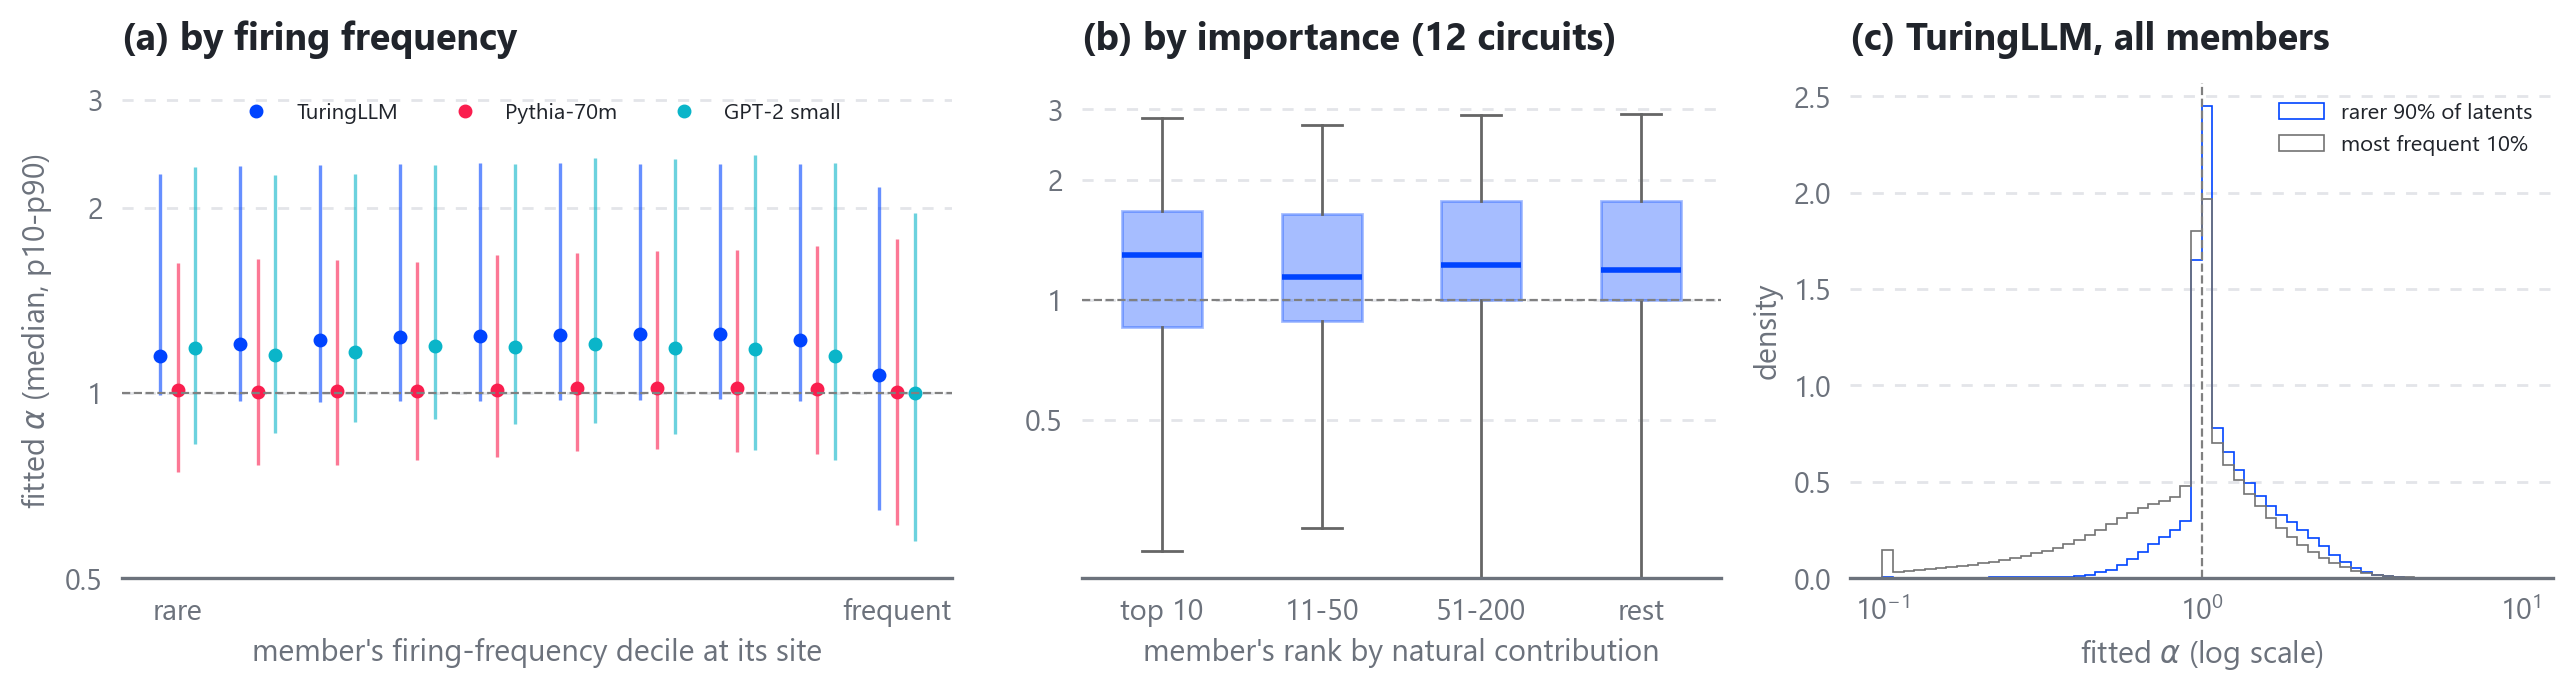 (a) by firing frequency
3
2
1
0.5
fitted α (median, p10-p90)
TuringLLM
Pythia-70m
GPT-2 small
rare
frequent
member's firing-frequency decile at its site
(b) by importance (12 circuits)
3
2
1
0.5
top 10
11-50
51-200
rest
member's rank by natural contribution
(c) TuringLLM, all members
2.5
2.0
1.5
1.0
0.5
0.0
density
rarer 90% of latents
most frequent 10%
10⁻¹
10⁰
10¹
fitted α (log scale)